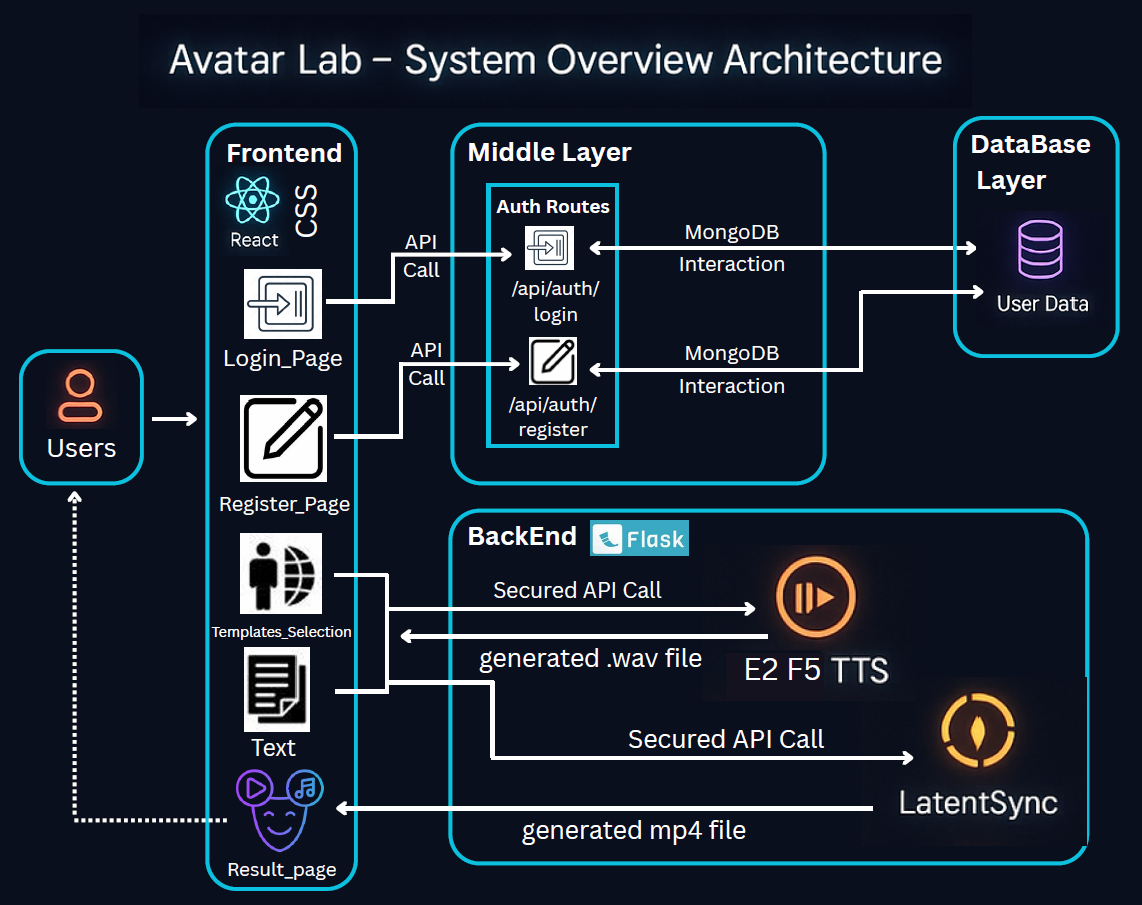 Avatar Lab – System Overview Architecture
Frontend
React
CSS
Login_Page
Register_Page
Templates_Selection
Text
Result_page
Users
API
Call
API
Call
Middle Layer
Auth Routes
/api/auth/
login
/api/auth/
register
MongoDB
Interaction
MongoDB
Interaction
DataBase
Layer
User Data
BackEnd
Flask
Secured API Call
generated .wav file
E2 F5 TTS
Secured API Call
LatentSync
generated mp4 file